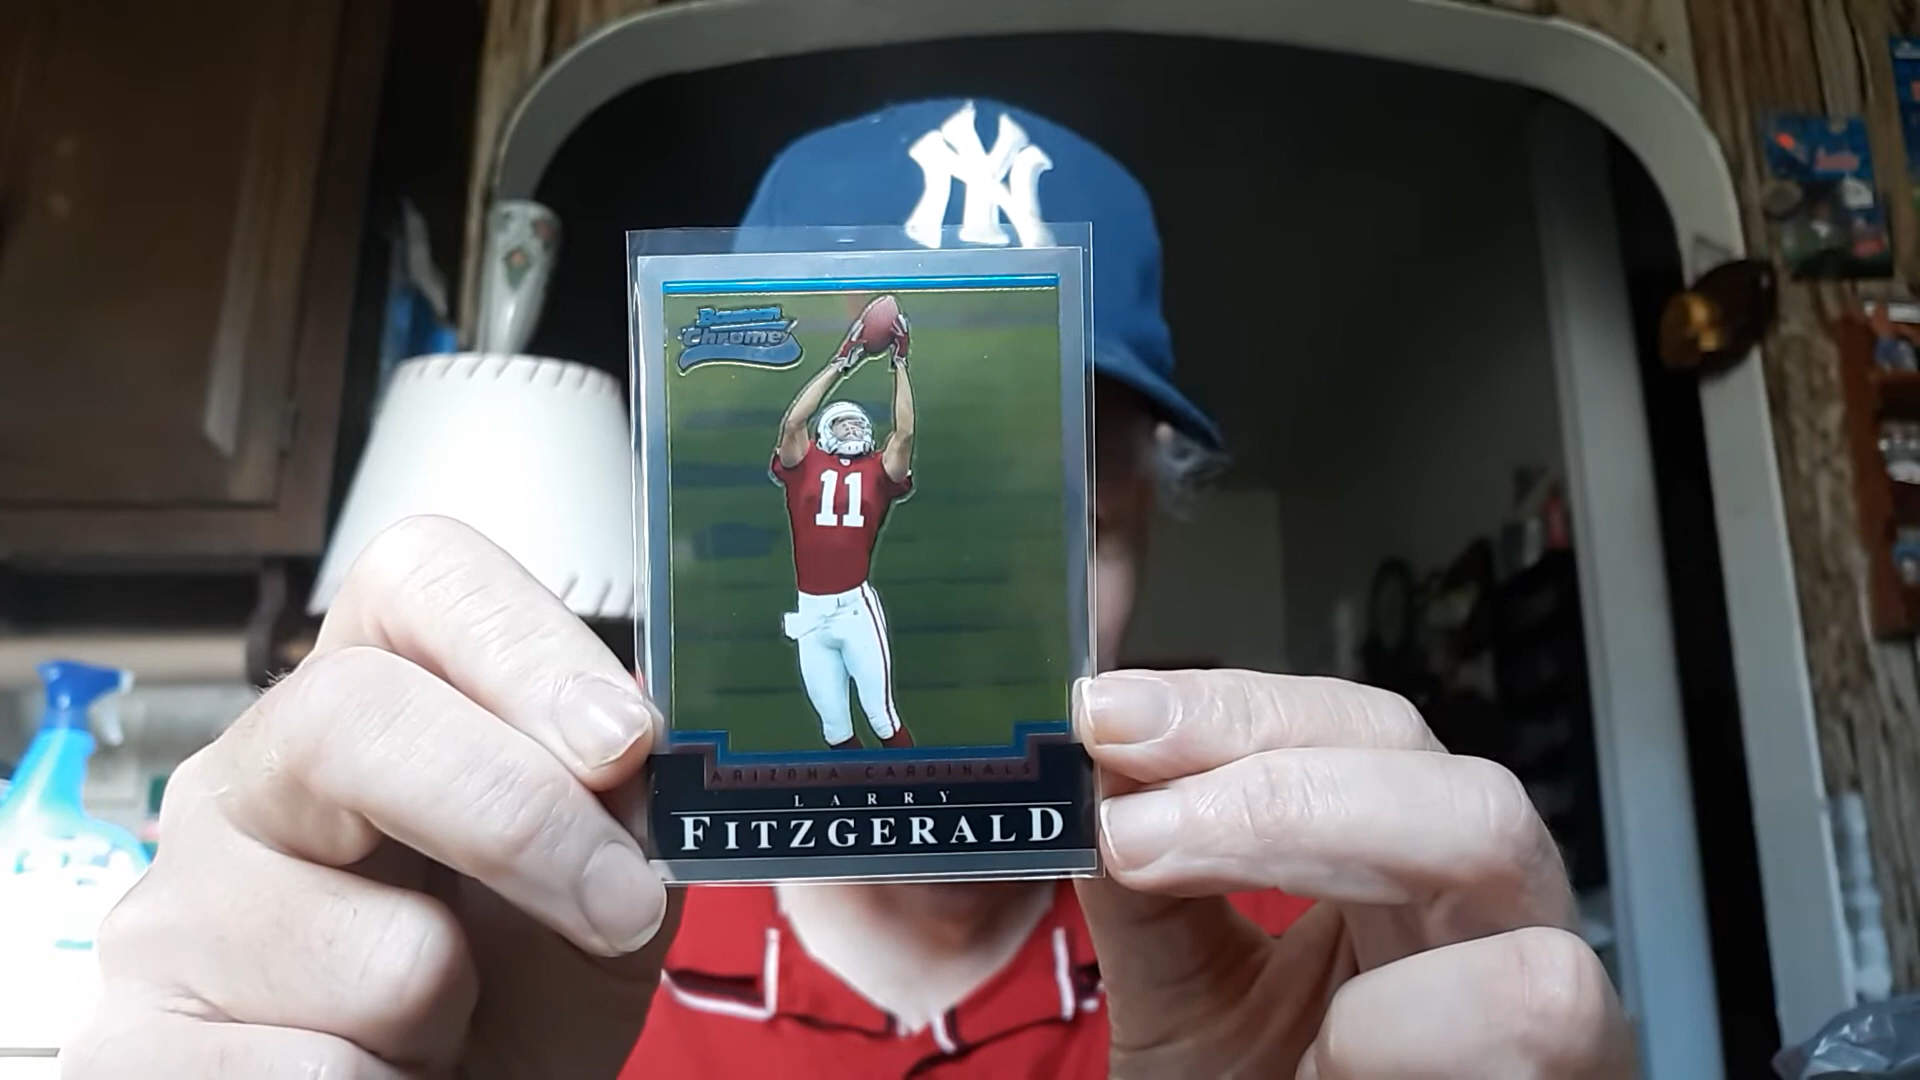 NY
Bowman
Chrome
11
ARIZONA CARDINALS
LARRY
FITZGERALD